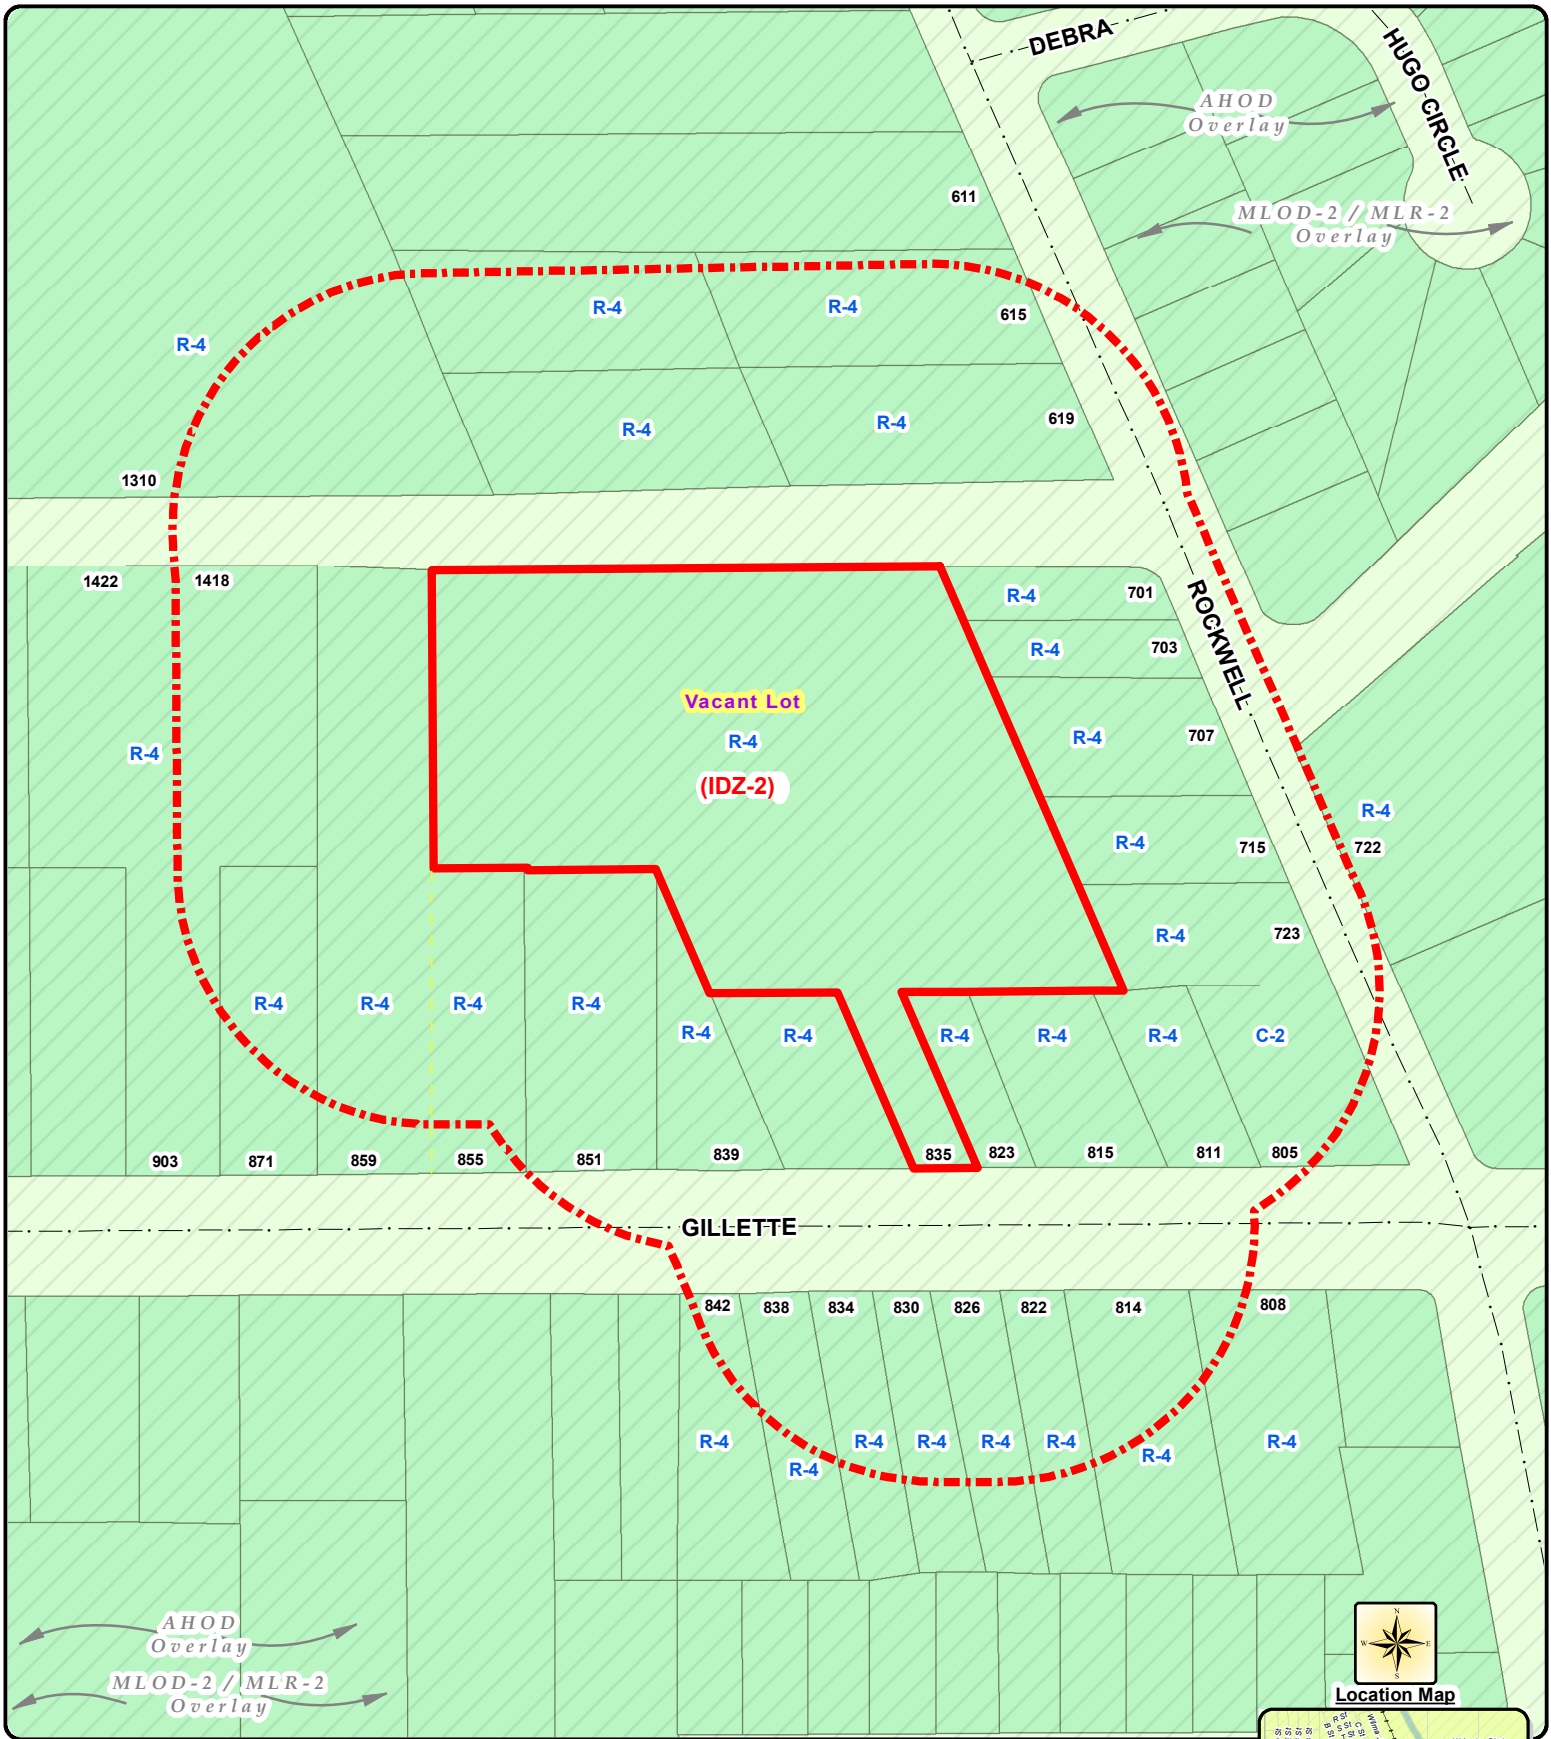 DEBRA
HUGO CIRCLE
AHOD
Overlay
611
MLOD-2 / MLR-2
Overlay
R-4
R-4
615
R-4
619
R-4
R-4
1310
1422
1418
R-4
701
ROCKWELL
R-4
703
Vacant Lot
R-4
(IDZ-2)
R-4
707
R-4
R-4
722
R-4
715
R-4
723
R-4
R-4
R-4
R-4
R-4
R-4
R-4
R-4
R-4
C-2
903
871
859
855
851
839
835
823
815
811
805
GILLETTE
842
838
834
830
826
822
814
808
R-4
R-4
R-4
R-4
R-4
R-4
R-4
R-4
AHOD
Overlay
MLOD-2 / MLR-2
Overlay
N
W
E
S
Location Map